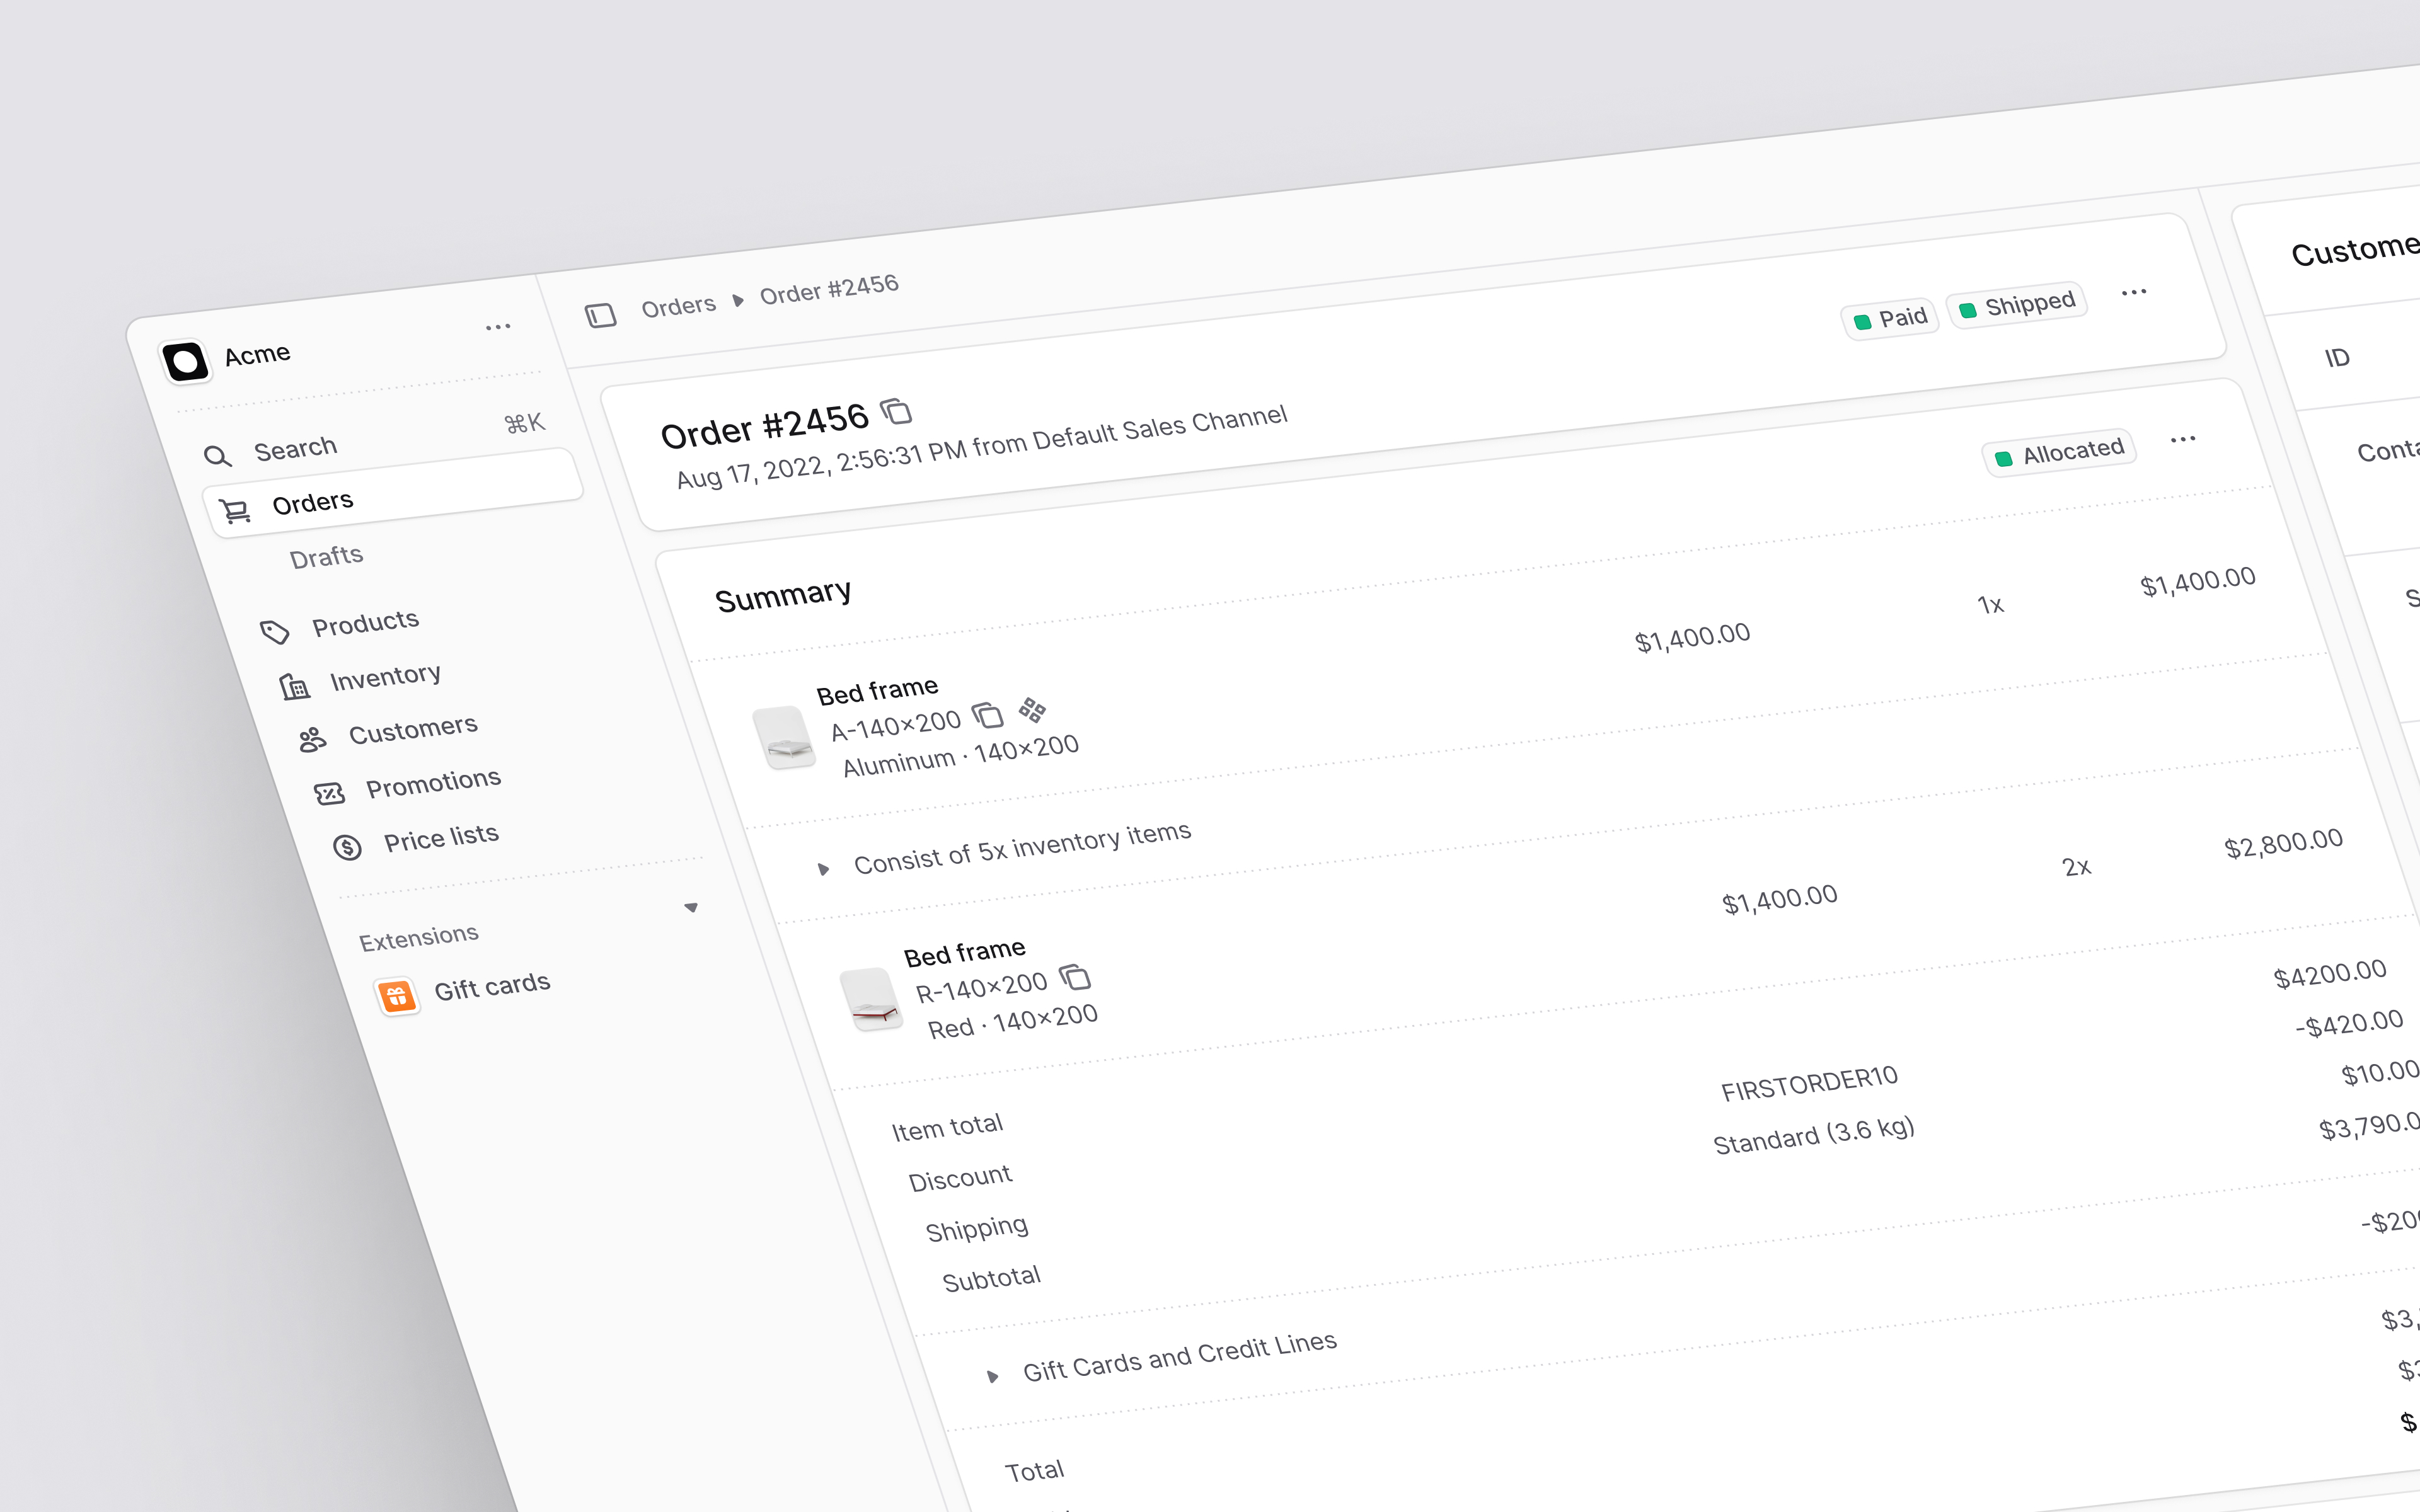 Acme
Search ⌘K
Orders
Drafts
Products
Inventory
Customers
Promotions
Price lists
Extensions
Gift cards
Orders Order #2456
Order #2456
Aug 17, 2022, 2:56:31 PM from Default Sales Channel
Paid Shipped
Summary
Allocated
Bed frame
A-140×200
Aluminum · 140×200
$1,400.00 1x $1,400.00
Consist of 5x inventory items
Bed frame
R-140×200
Red · 140×200
$1,400.00 2x $2,800.00
Item total $4200.00
Discount FIRSTORDER10 -$420.00
Shipping Standard (3.6 kg) $10.00
Subtotal $3,790.0
Gift Cards and Credit Lines -$20
Total $3,
$
ID